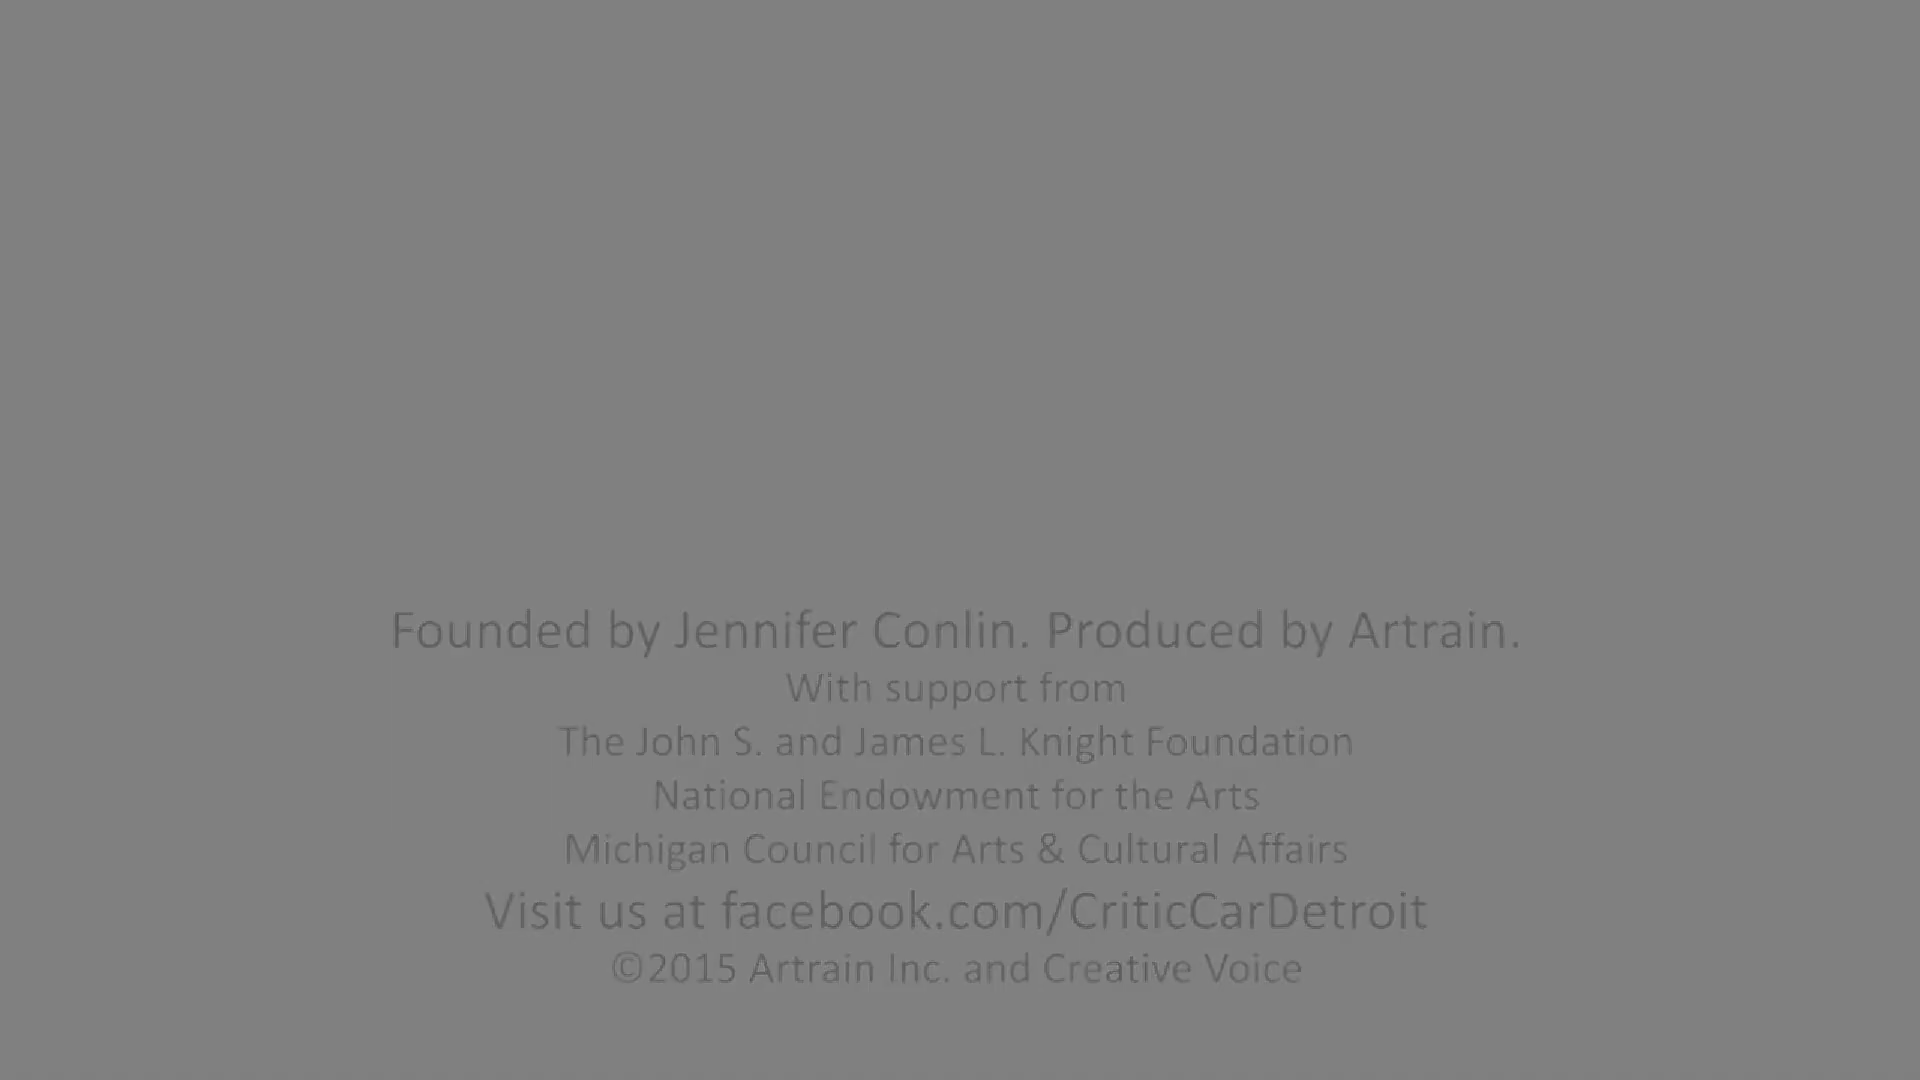 Founded by Jennifer Conlin. Produced by Artrain.
With support from
The John S. and James L. Knight Foundation
National Endowment for the Arts
Michigan Council for Arts & Cultural Affairs
Visit us at facebook.com/CriticCarDetroit
©2015 Artrain Inc. and Creative Voice